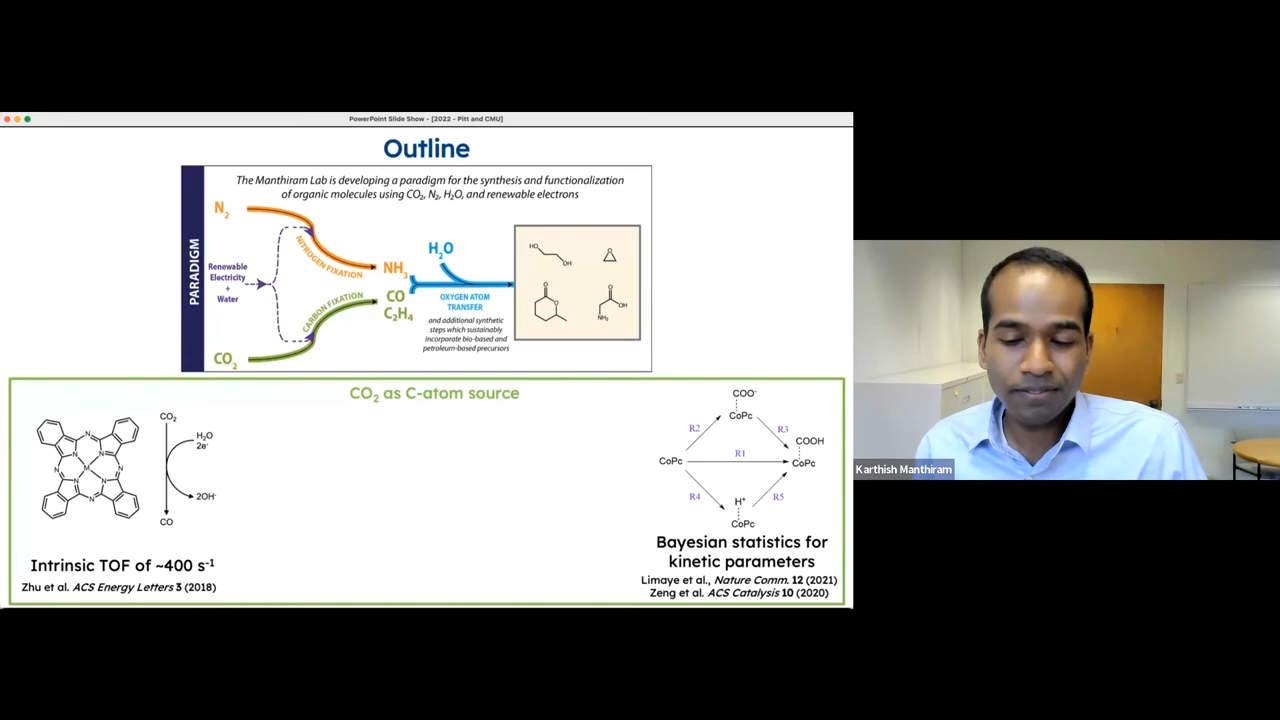 PowerPoint Slide Show - [2022 - Pitt and CMU]
Outline
PARADIGM
The Manthiram Lab is developing a paradigm for the synthesis and functionalization
of organic molecules using CO₂, N₂, H₂O, and renewable electrons
N₂
NITROGEN FIXATION
Renewable
Electricity
+
Water
CARBON FIXATION
CO₂
NH₃
CO
C₂H₄
H₂O
OXYGEN ATOM
TRANSFER
and additional synthetic
steps which sustainably
incorporate bio-based and
petroleum-based precursors
HO
OH
O
O
O
O
OH
NH₂
CO₂ as C-atom source
N
N
N
N
M
N
N
N
N
CO₂
H₂O
2e⁻
2OH⁻
CO
Intrinsic TOF of ~400 s⁻¹
Zhu et al. ACS Energy Letters 3 (2018)
COO⁻
CoPc
R2
R3
COOH
CoPc
R1
CoPc
R4
R5
H⁺
CoPc
Bayesian statistics for
kinetic parameters
Limaye et al., Nature Comm. 12 (2021)
Zeng et al. ACS Catalysis 10 (2020)
Karthish Manthiram